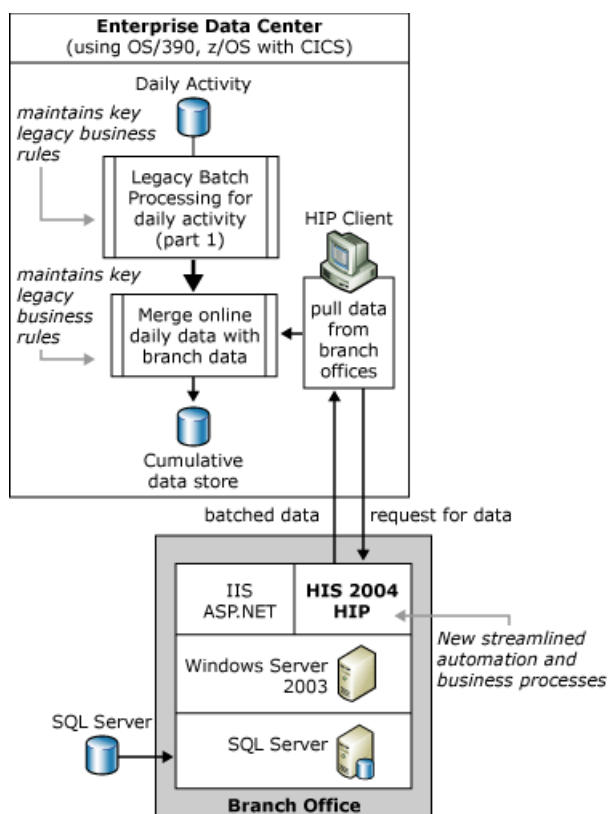 Enterprise Data Center
(using OS/390, z/OS with CICS)
Daily Activity
maintains key
legacy business
rules
Legacy Batch
Processing for
daily activity
(part 1)
HIP Client
maintains key
legacy
business
rules
Merge online
daily data with
branch data
pull data
from
branch
offices
Cumulative
data store
batched data
request for data
IIS
ASP.NET
HIS 2004
HIP
New streamlined
automation and
business processes
Windows Server
2003
SQL Server
SQL Server
Branch Office